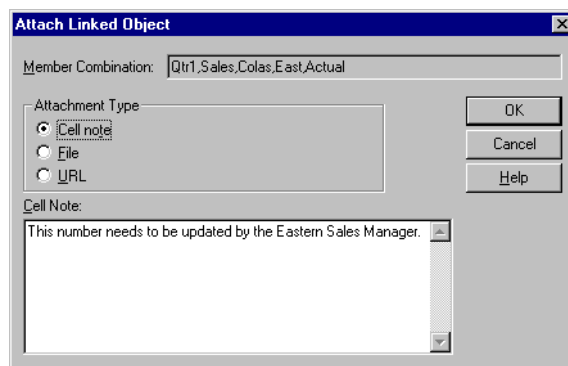 Attach Linked Object
Member Combination: Qtr1,Sales,Colas,East,Actual
Attachment Type
Cell note
File
URL
OK
Cancel
Help
Cell Note:
This number needs to be updated by the Eastern Sales Manager.